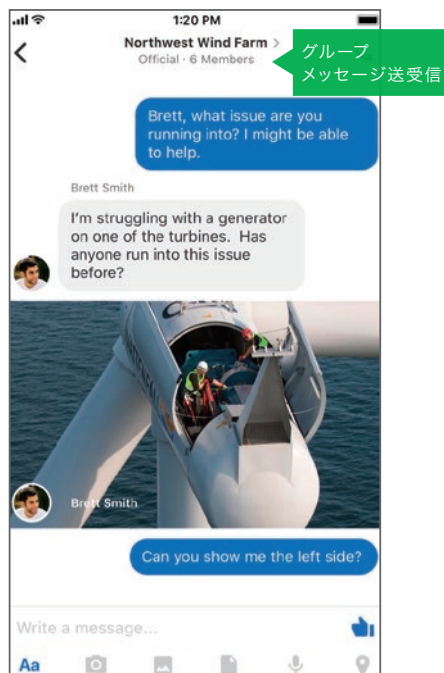 1:20 PM
Northwest Wind Farm >
Official · 6 Members
グループ
メッセージ送受信
Brett, what issue are you
running into? I might be able
to help.
Brett Smith
I'm struggling with a generator
on one of the turbines. Has
anyone run into this issue
before?
Brett Smith
Can you show me the left side?
Write a message...
Aa